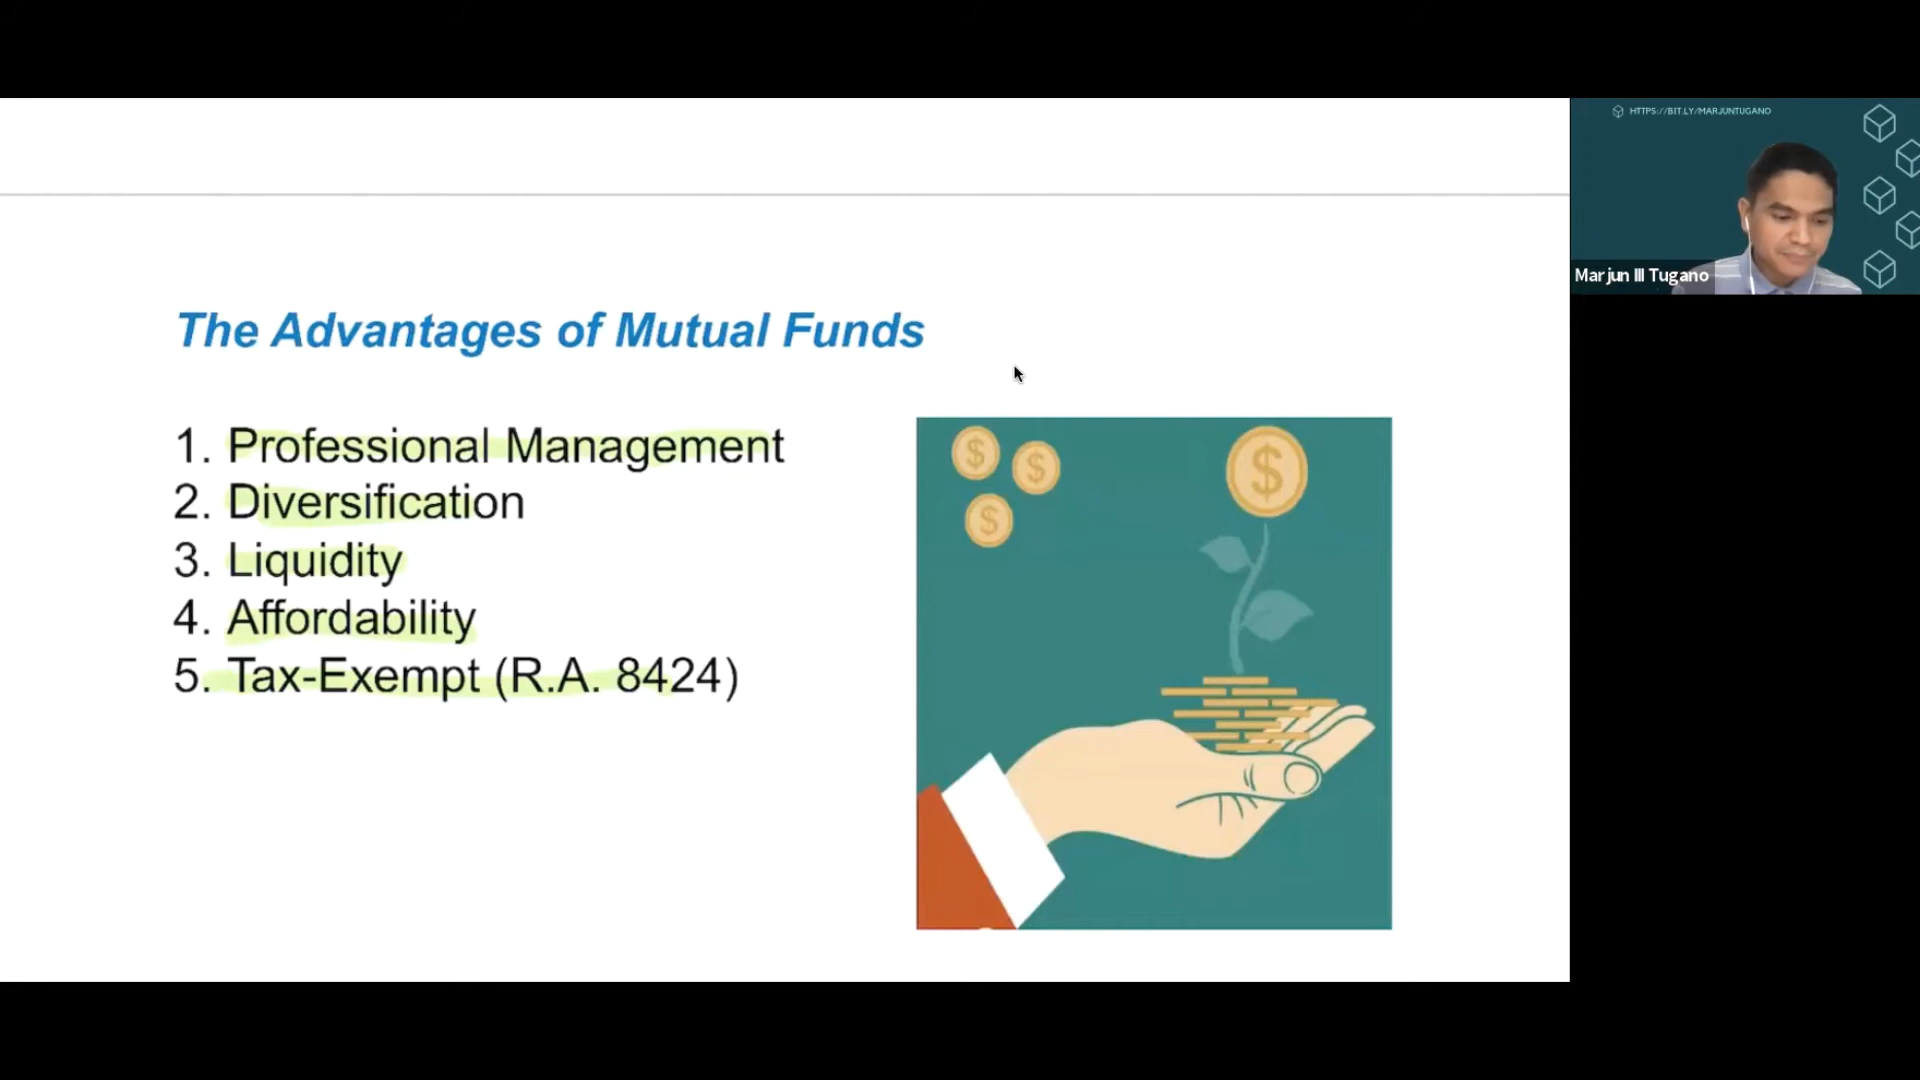 HTTPS://BIT.LY/MARJUNTUGANO
Marjun III Tugano
The Advantages of Mutual Funds
1. Professional Management
2. Diversification
3. Liquidity
4. Affordability
5. Tax-Exempt (R.A. 8424)
$
$
$
$